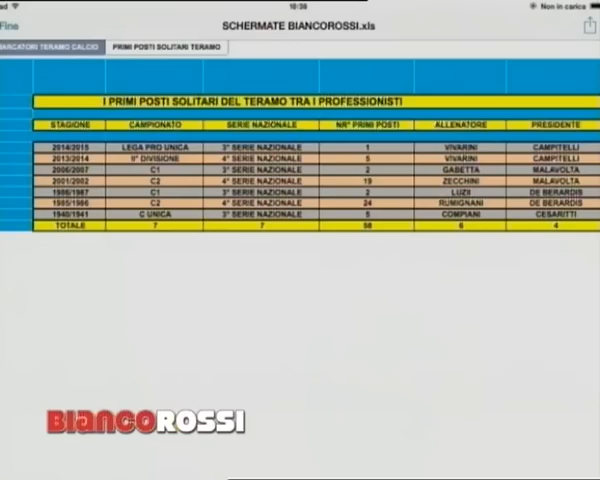 ad 10:36 Non in carica
Fine SCHERMATE BIANCOROSSI.xls
MARCATORI TERAMO CALCIO PRIMI POSTI SOLITARI TERAMO
I PRIMI POSTI SOLITARI DEL TERAMO TRA I PROFESSIONISTI
STAGIONE CAMPIONATO SERIE NAZIONALE NR° PRIMI POSTI ALLENATORE PRESIDENTE
2014/2015 LEGA PRO UNICA 3° SERIE NAZIONALE 1 VIVARINI CAMPITELLI
2013/2014 II° DIVISIONE 4° SERIE NAZIONALE 5 VIVARINI CAMPITELLI
2006/2007 C1 3° SERIE NAZIONALE 2 GABETTA MALAVOLTA
2001/2002 C2 4° SERIE NAZIONALE 19 ZECCHINI MALAVOLTA
1986/1987 C1 3° SERIE NAZIONALE 2 LUZII DE BERARDIS
1985/1986 C2 4° SERIE NAZIONALE 24 RUMIGNANI DE BERARDIS
1940/1941 C UNICA 3° SERIE NAZIONALE 5 COMPIANI CESARITTI
TOTALE 7 7 58 6 4
BIANCOROSSI